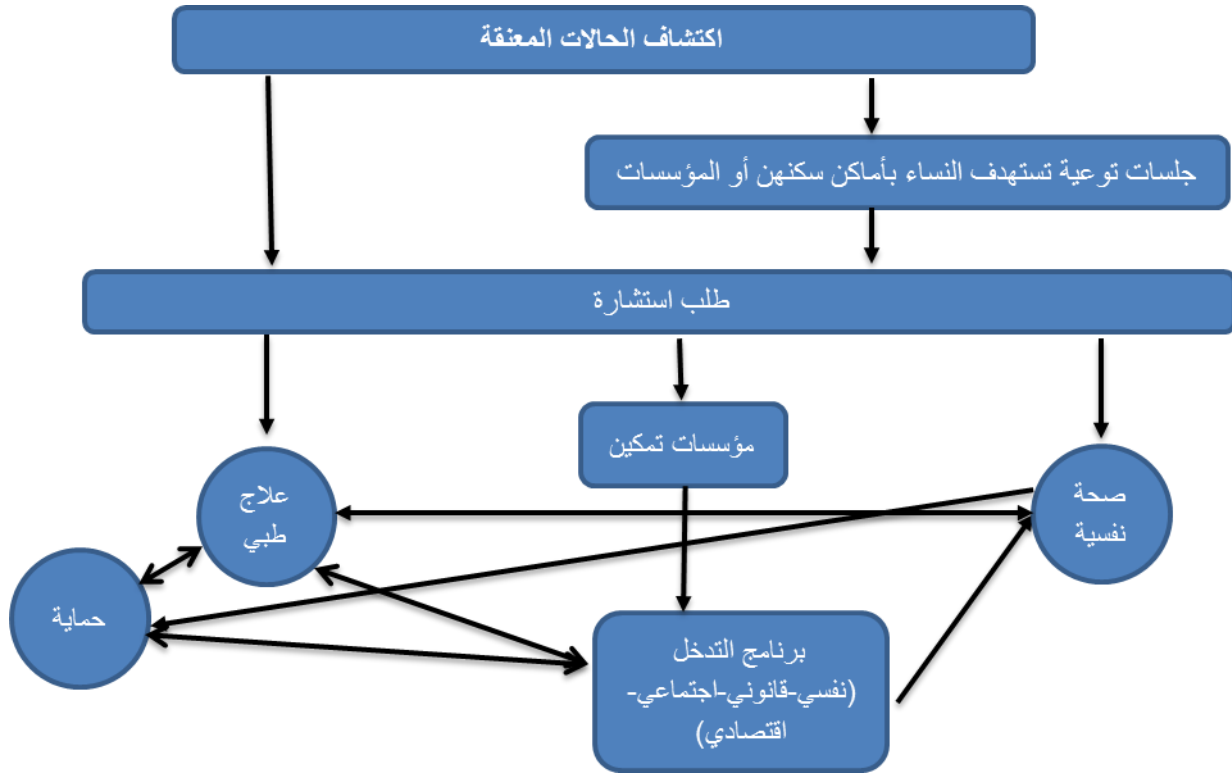 اكتشاف الحالات المعنقة
جلسات توعية تستهدف النساء بأماكن سكنهن أو المؤسسات
طلب استشارة
مؤسسات تمكين
صحة
نفسية
علاج
طبي
حماية
برنامج التدخل
(نفسي-قانوني-اجتماعي-
اقتصادي)